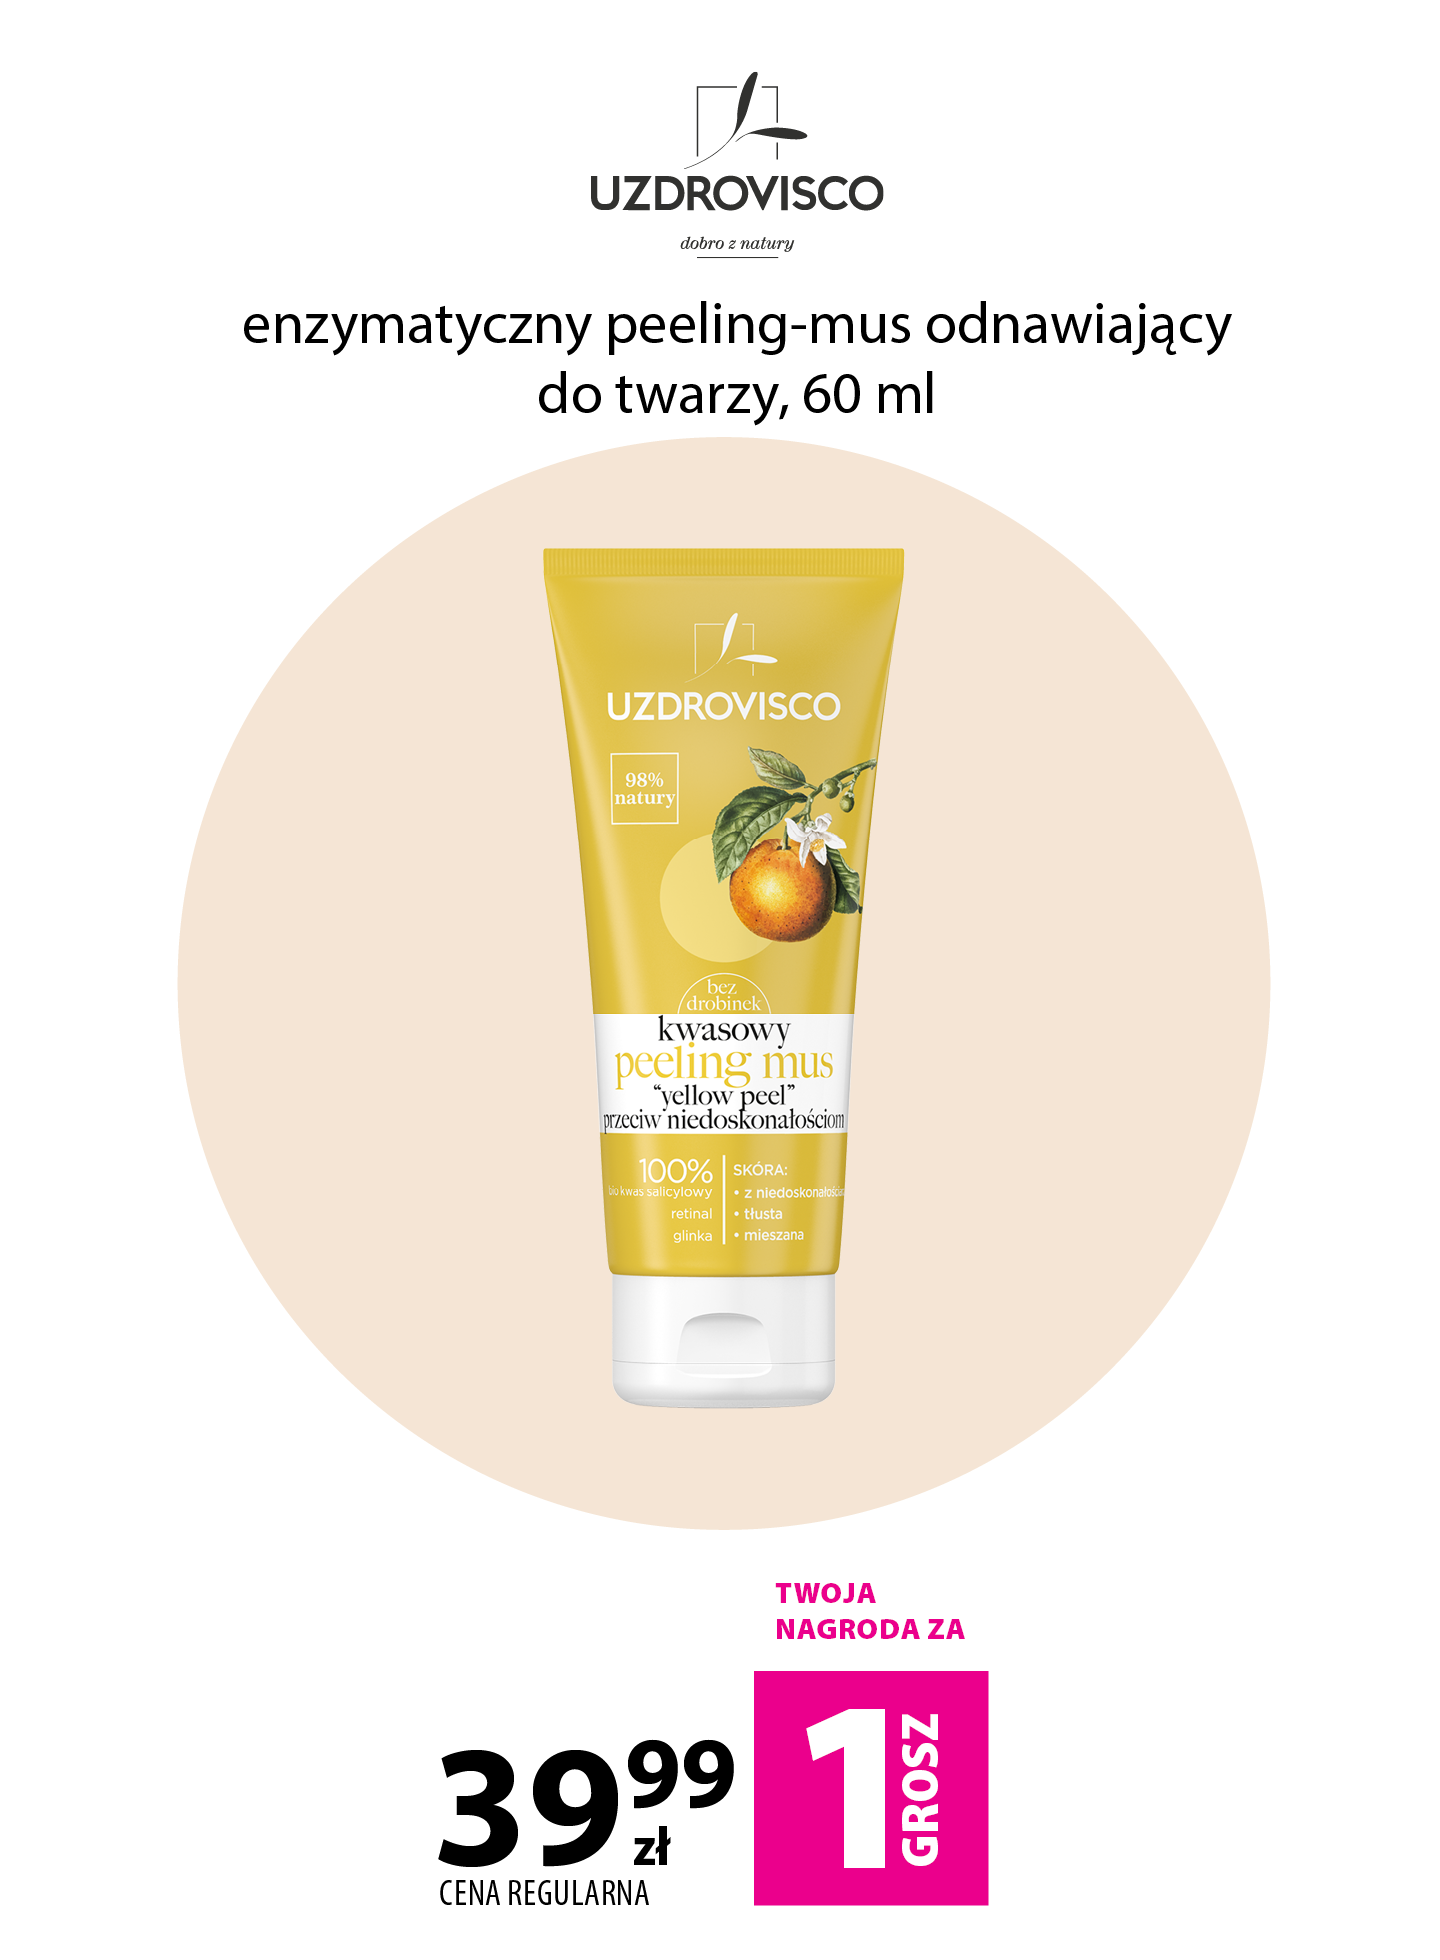 UZDROVISCO
dobro z natury
enzymatyczny peeling-mus odnawiający
do twarzy, 60 ml
UZDROVISCO
98%
natury
bez
drobinek
kwasowy
peeling mus
“yellow peel”
przeciw niedoskonałościom
100%
bio kwas salicylowy
retinal
glinka
SKÓRA:
• z niedoskonałościami
• tłusta
• mieszana
TWOJA
NAGRODA ZA
39 99
zł
CENA REGULARNA
1 GROSZ